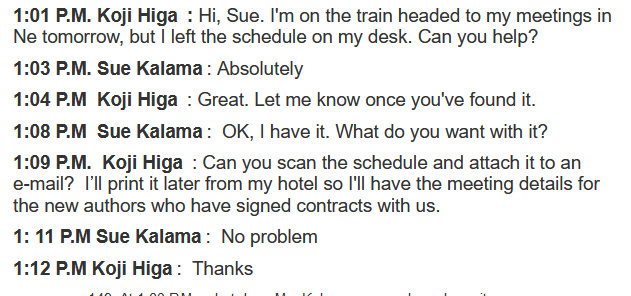 1:01 P.M. Koji Higa : Hi, Sue. I'm on the train headed to my meetings in
Ne tomorrow, but I left the schedule on my desk. Can you help?
1:03 P.M. Sue Kalama : Absolutely
1:04 P.M Koji Higa : Great. Let me know once you've found it.
1:08 P.M Sue Kalama : OK, I have it. What do you want with it?
1:09 P.M. Koji Higa : Can you scan the schedule and attach it to an
e-mail? I’ll print it later from my hotel so I'll have the meeting details for
the new authors who have signed contracts with us.
1: 11 P.M Sue Kalama : No problem
1:12 P.M Koji Higa : Thanks